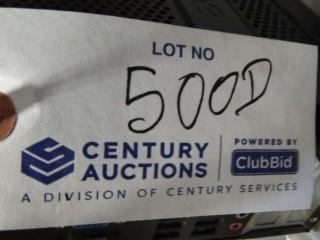 LOT NO
500D
CENTURY AUCTIONS
POWERED BY
ClubBid
A DIVISION OF CENTURY SERVICES